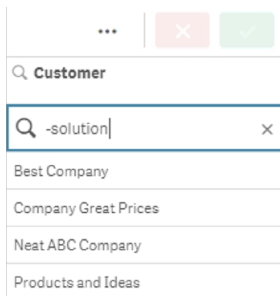 •••
Customer
-solution
Best Company
Company Great Prices
Neat ABC Company
Products and Ideas